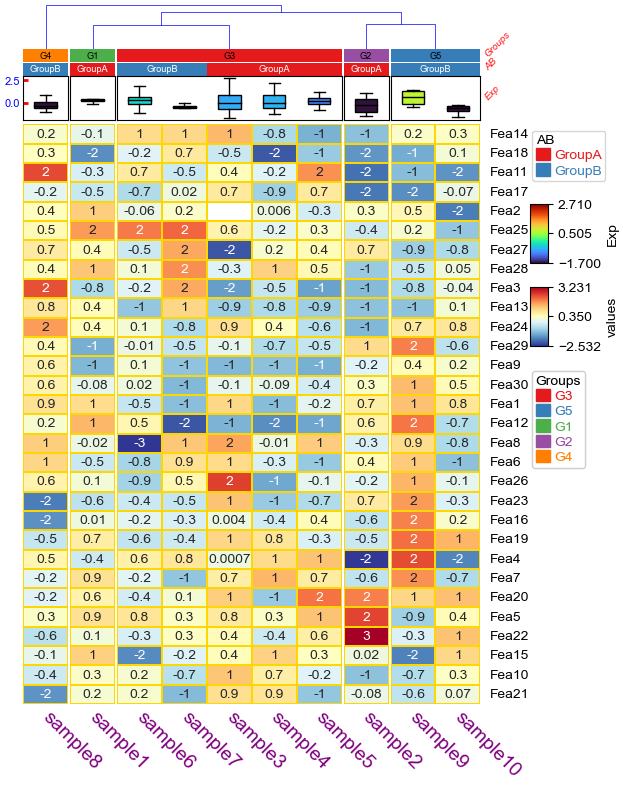 G4 G1 G3 G2 G5 Groups
GroupB GroupA GroupB GroupA GroupA GroupB AB
2.5
0.0
Exp
0.2 -0.1 1 1 1 -0.8 -1 -1 0.2 0.3 Fea14
0.3 -2 -0.2 0.7 -0.5 -2 -1 -2 -1 0.1 Fea18
2 -0.3 0.7 -0.5 0.4 -0.2 2 -2 -1 -2 Fea11
-0.2 -0.5 -0.7 0.02 0.7 -0.9 0.7 -2 -2 -0.07 Fea17
0.4 1 -0.06 0.2 0.006 -0.3 0.3 0.5 -2 Fea2
0.5 2 2 2 0.6 -0.2 0.3 -0.4 0.2 -1 Fea25
0.7 0.4 -0.5 2 -2 0.2 0.4 0.7 -0.9 -0.8 Fea27
0.4 1 0.1 2 -0.3 1 0.5 -1 -0.5 0.05 Fea28
2 -0.8 -0.2 2 -2 -0.5 -1 -1 -0.8 -0.04 Fea3
0.8 0.4 -1 1 -0.9 -0.8 -0.9 -1 -1 0.1 Fea13
2 0.4 0.1 -0.8 0.9 0.4 -0.6 -1 0.7 0.8 Fea24
0.4 -1 -0.01 -0.5 -0.1 -0.7 -0.5 1 2 -0.6 Fea29
0.6 -1 0.1 -1 -1 -1 -1 -0.2 0.4 0.2 Fea9
0.6 -0.08 0.02 -1 -0.1 -0.09 -0.4 0.3 1 0.5 Fea30
0.9 1 -0.5 -1 1 -1 -0.2 0.7 1 0.8 Fea1
0.2 1 0.5 -2 -1 -2 -1 0.6 2 -0.7 Fea12
1 -0.02 -3 1 2 -0.01 1 -0.3 0.9 -0.8 Fea8
1 -0.5 -0.8 0.9 1 -0.3 -1 0.4 1 -1 Fea6
0.6 0.1 -0.9 0.5 2 -1 -0.1 -0.2 1 -0.1 Fea26
-2 -0.6 -0.4 -0.5 1 -1 -0.7 0.7 2 -0.3 Fea23
-2 0.01 -0.2 -0.3 0.004 -0.4 0.4 -0.6 2 0.2 Fea16
-0.5 0.7 -0.6 -0.4 1 0.8 -0.3 -0.5 2 1 Fea19
0.5 -0.4 0.6 0.8 0.0007 1 1 -2 2 -2 Fea4
-0.2 0.9 -0.2 -1 0.7 1 0.7 -0.6 2 -0.7 Fea7
-0.2 0.6 -0.4 0.1 1 -1 2 2 1 1 Fea20
0.3 0.9 0.8 0.3 0.8 0.3 1 2 -0.9 0.4 Fea5
-0.6 0.1 -0.3 0.3 0.4 -0.4 0.6 3 -0.3 1 Fea22
-0.1 1 -2 -0.2 0.4 1 0.3 0.02 -2 1 Fea15
-0.4 0.3 0.2 -0.7 1 0.7 -0.2 -1 -0.7 0.3 Fea10
-2 0.2 0.2 -1 0.9 0.9 -1 -0.08 -0.6 0.07 Fea21
sample8 sample1 sample6 sample7 sample3 sample4 sample5 sample2 sample9 sample10
AB
GroupA
GroupB
2.710
0.505
-1.700
Exp
3.231
0.350
-2.532
values
Groups
G3
G5
G1
G2
G4